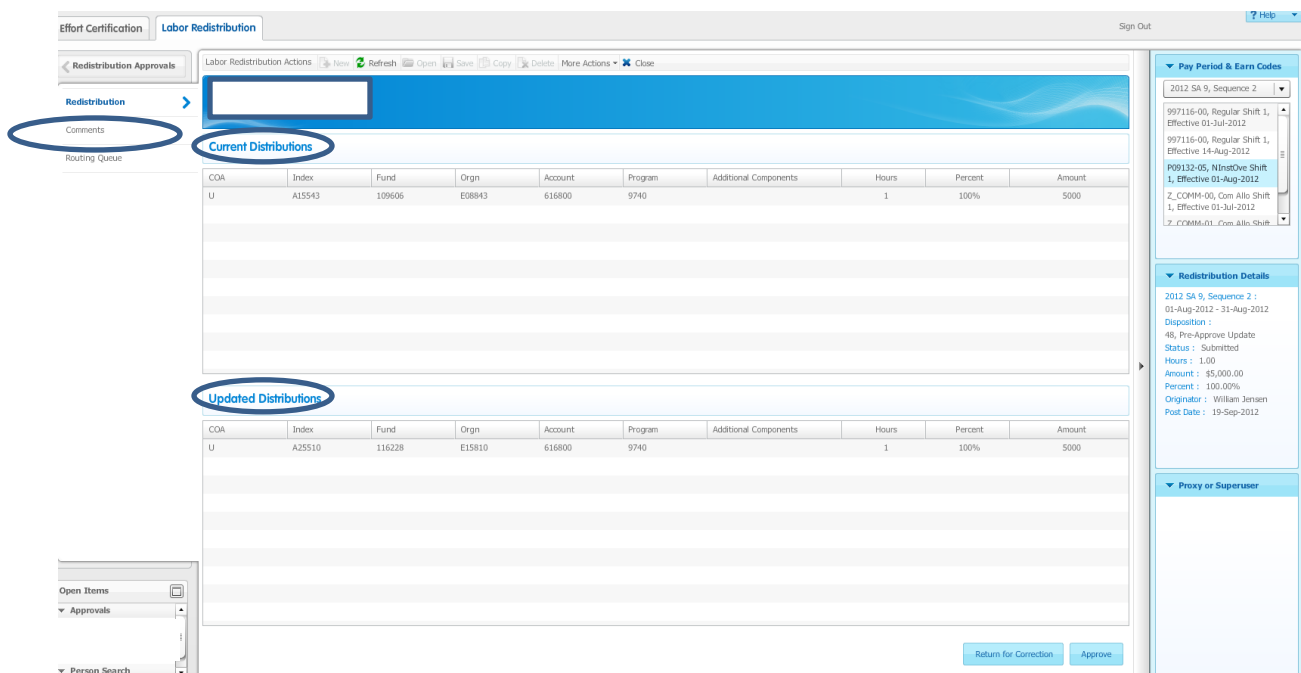 ? Help
Effort Certification
Labor Redistribution
Sign Out
Redistribution Approvals
Redistribution
Comments
Routing Queue
Labor Redistribution Actions New Refresh Open Save Copy Delete More Actions Close
Current Distributions
COA Index Fund Orgn Account Program Additional Components Hours Percent Amount
U A15543 109606 E08843 616800 9740 1 100% 5000
Updated Distributions
COA Index Fund Orgn Account Program Additional Components Hours Percent Amount
U A25510 116228 E15810 616800 9740 1 100% 5000
Return for Correction Approve
Open Items
Approvals
Person Search
Pay Period & Earn Codes
2012 SA 9, Sequence 2
997116-00, Regular Shift 1,
Effective 01-Jul-2012
997116-00, Regular Shift 1,
Effective 14-Aug-2012
P09132-05, NInstOve Shift
1, Effective 01-Aug-2012
Z_COMM-00, Com Allo Shift
1, Effective 01-Jul-2012
Z_COMM-01, Com Allo Shift
Redistribution Details
2012 SA 9, Sequence 2 :
01-Aug-2012 - 31-Aug-2012
Disposition :
48, Pre-Approve Update
Status : Submitted
Hours : 1.00
Amount : $5,000.00
Percent : 100.00%
Originator : William Jensen
Post Date : 19-Sep-2012
Proxy or Superuser